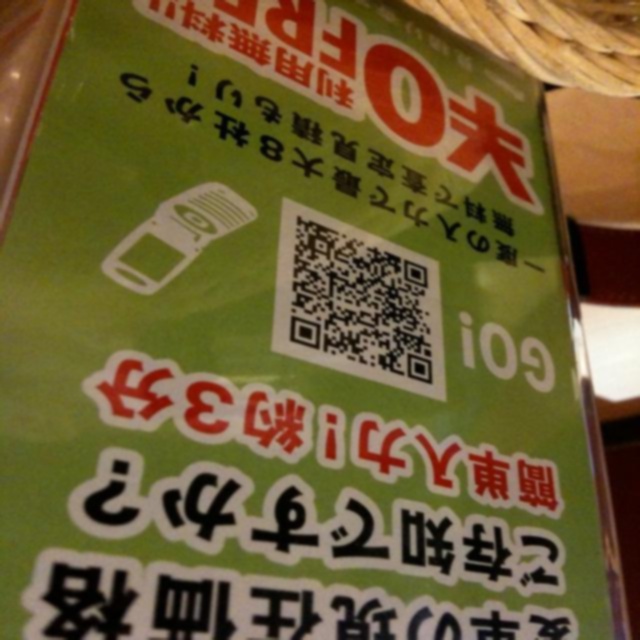 愛車の現在価格
ご存知ですか?
簡単入力!約3分
GO!
一度の入力で最大8社から
無料で査定見積もり!
¥0FREE
利用無料!!